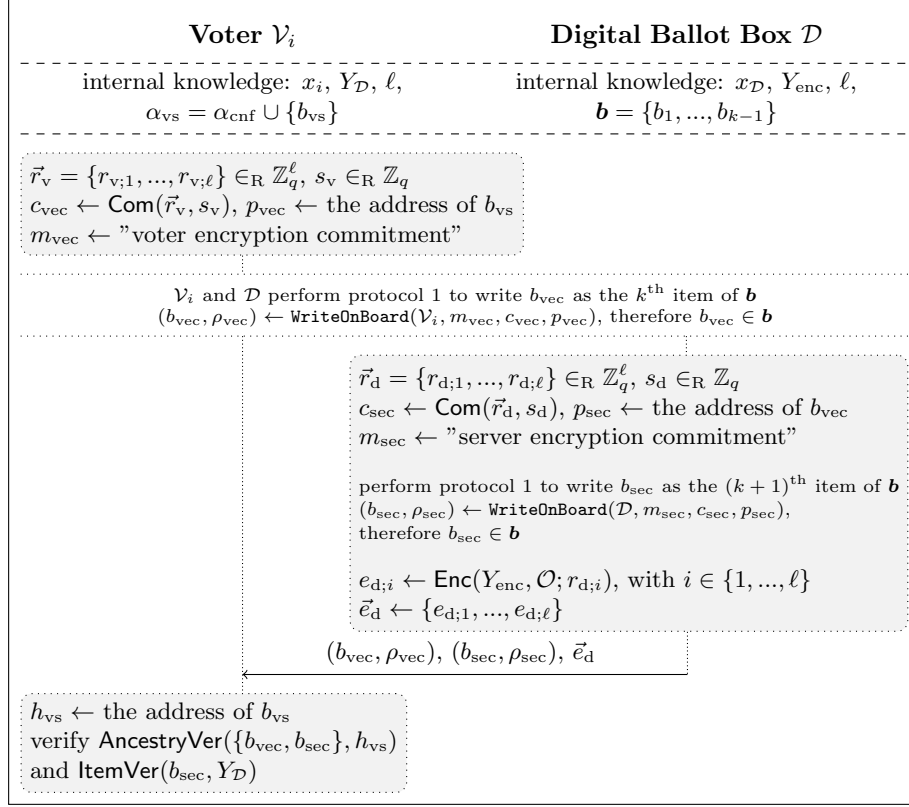 Voter 𝒱ᵢ
Digital Ballot Box 𝒟
internal knowledge: xᵢ, Y_𝒟, ℓ,
α_vs = α_cnf ∪ {b_vs}
internal knowledge: x_𝒟, Y_enc, ℓ,
𝒃 = {b₁, ..., b_{k−1}}
r⃗_v = {r_{v;1}, ..., r_{v;ℓ}} ∈_R ℤ_q^ℓ, s_v ∈_R ℤ_q
c_vec ← Com(r⃗_v, s_v), p_vec ← the address of b_vs
m_vec ← ”voter encryption commitment”
𝒱ᵢ and 𝒟 perform protocol 1 to write b_vec as the k^th item of 𝒃
(b_vec, ρ_vec) ← WriteOnBoard(𝒱ᵢ, m_vec, c_vec, p_vec), therefore b_vec ∈ 𝒃
r⃗_d = {r_{d;1}, ..., r_{d;ℓ}} ∈_R ℤ_q^ℓ, s_d ∈_R ℤ_q
c_sec ← Com(r⃗_d, s_d), p_sec ← the address of b_vec
m_sec ← ”server encryption commitment”
perform protocol 1 to write b_sec as the (k + 1)^th item of 𝒃
(b_sec, ρ_sec) ← WriteOnBoard(𝒟, m_sec, c_sec, p_sec),
therefore b_sec ∈ 𝒃
e_{d;i} ← Enc(Y_enc, 𝒪; r_{d;i}), with i ∈ {1, ..., ℓ}
e⃗_d ← {e_{d;1}, ..., e_{d;ℓ}}
(b_vec, ρ_vec), (b_sec, ρ_sec), e⃗_d
h_vs ← the address of b_vs
verify AncestryVer({b_vec, b_sec}, h_vs)
and ItemVer(b_sec, Y_𝒟)